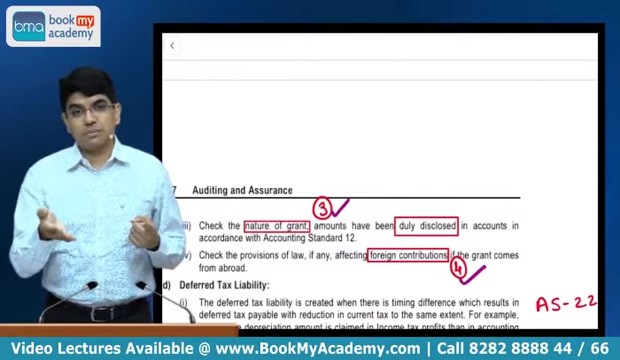 bma
book my
academy
7 Auditing and Assurance
3
iii) Check the nature of grant, amounts have been duly disclosed in accounts in
accordance with Accounting Standard 12.
v) Check the provisions of law, if any, affecting foreign contributions if the grant comes
from abroad.
4
d) Deferred Tax Liability:
(i) The deferred tax liability is created when there is timing difference which results in
deferred tax payable with reduction in current tax to the same extent. For example,
depreciation amount is claimed in Income tax profits than in accounting
AS-22
Video Lectures Available @ www.BookMyAcademy.com | Call 8282 8888 44 / 66